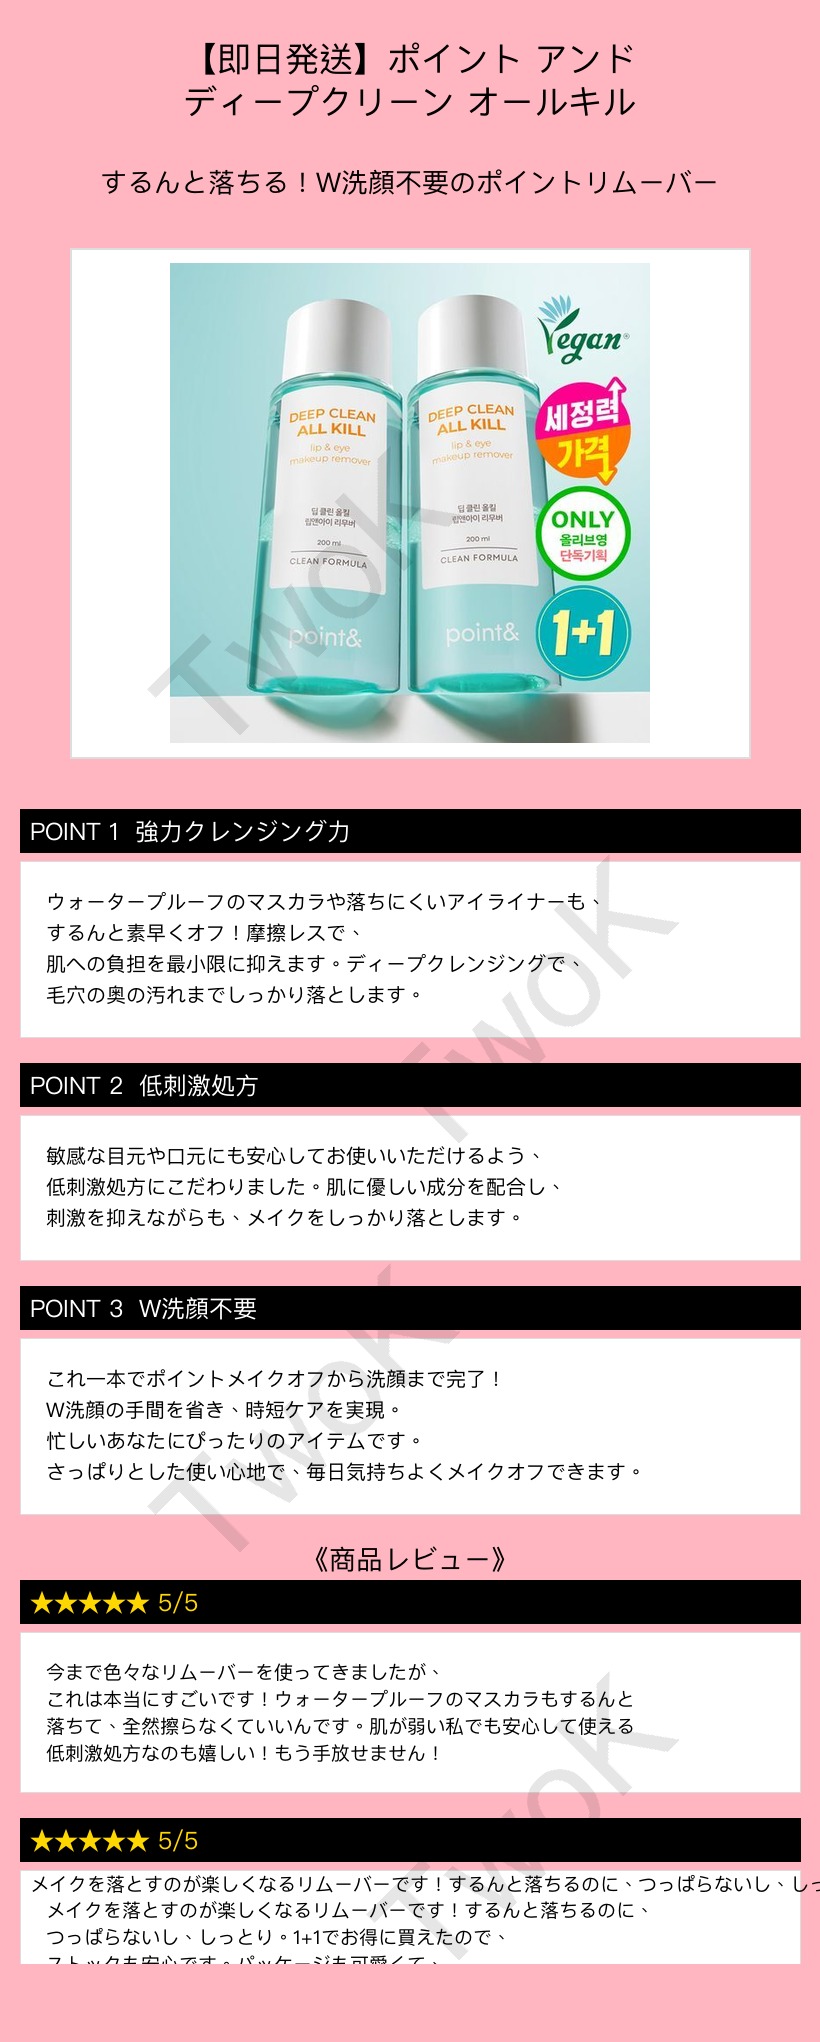 【即日発送】ポイント アンド
ディープクリーン オールキル
するんと落ちる！W洗顔不要のポイントリムーバー
Vegan
DEEP CLEAN
ALL KILL
lip & eye
makeup remover
딥 클린 올킬
립앤아이 리무버
200 ml
CLEAN FORMULA
point&
DEEP CLEAN
ALL KILL
lip & eye
makeup remover
딥 클린 올킬
립앤아이 리무버
200 ml
CLEAN FORMULA
point&
세정력
가격
ONLY
올리브영
단독기획
1+1
TwoK
POINT 1 強力クレンジング力
ウォータープルーフのマスカラや落ちにくいアイライナーも、
するんと素早くオフ！摩擦レスで、
肌への負担を最小限に抑えます。ディープクレンジングで、
毛穴の奥の汚れまでしっかり落とします。
TwoK
POINT 2 低刺激処方
敏感な目元や口元にも安心してお使いいただけるよう、
低刺激処方にこだわりました。肌に優しい成分を配合し、
刺激を抑えながらも、メイクをしっかり落とします。
POINT 3 W洗顔不要
これ一本でポイントメイクオフから洗顔まで完了！
W洗顔の手間を省き、時短ケアを実現。
忙しいあなたにぴったりのアイテムです。
さっぱりとした使い心地で、毎日気持ちよくメイクオフできます。
TwoK
《商品レビュー》
★★★★★ 5/5
今まで色々なリムーバーを使ってきましたが、
これは本当にすごいです！ウォータープルーフのマスカラもするんと
落ちて、全然擦らなくていいんです。肌が弱い私でも安心して使える
低刺激処方なのも嬉しい！もう手放せません！
TwoK
★★★★★ 5/5
メイクを落とすのが楽しくなるリムーバーです！するんと落ちるのに、つっぱらないし、しっ
メイクを落とすのが楽しくなるリムーバーです！するんと落ちるのに、
つっぱらないし、しっとり。1+1でお得に買えたので、
ストックも安心です。パッケージも可愛くて、